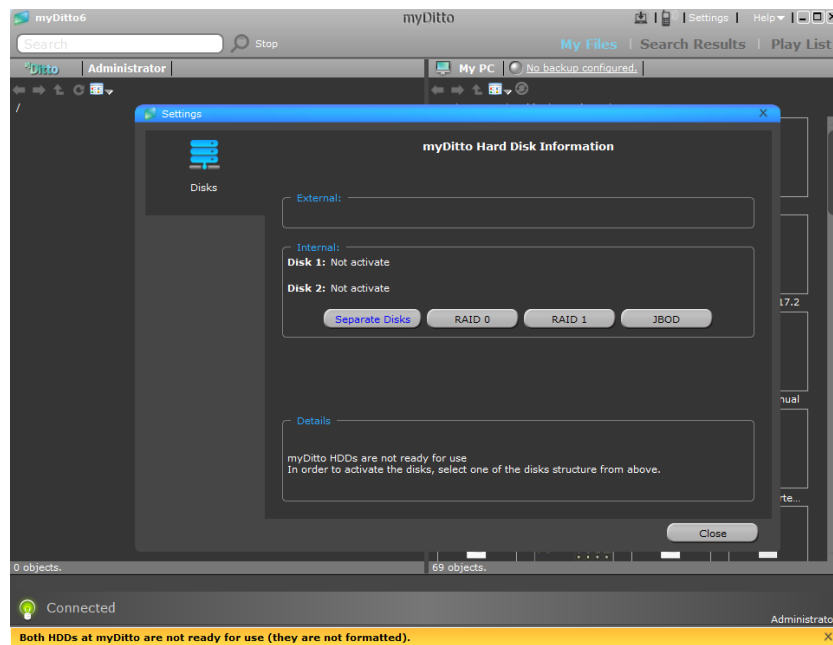 myDitto6
myDitto
Settings
Help
Search
Stop
My Files | Search Results | Play List
Ditto
Administrator
My PC
No backup configured.
/
Settings
X
Disks
myDitto Hard Disk Information
External:
Internal:
Disk 1: Not activate
Disk 2: Not activate
Separate Disks
RAID 0
RAID 1
JBOD
17.2
nual
Details
myDitto HDDs are not ready for use
In order to activate the disks, select one of the disks structure from above.
rte...
Close
0 objects.
69 objects.
Connected
Administrato
Both HDDs at myDitto are not ready for use (they are not formatted).
X